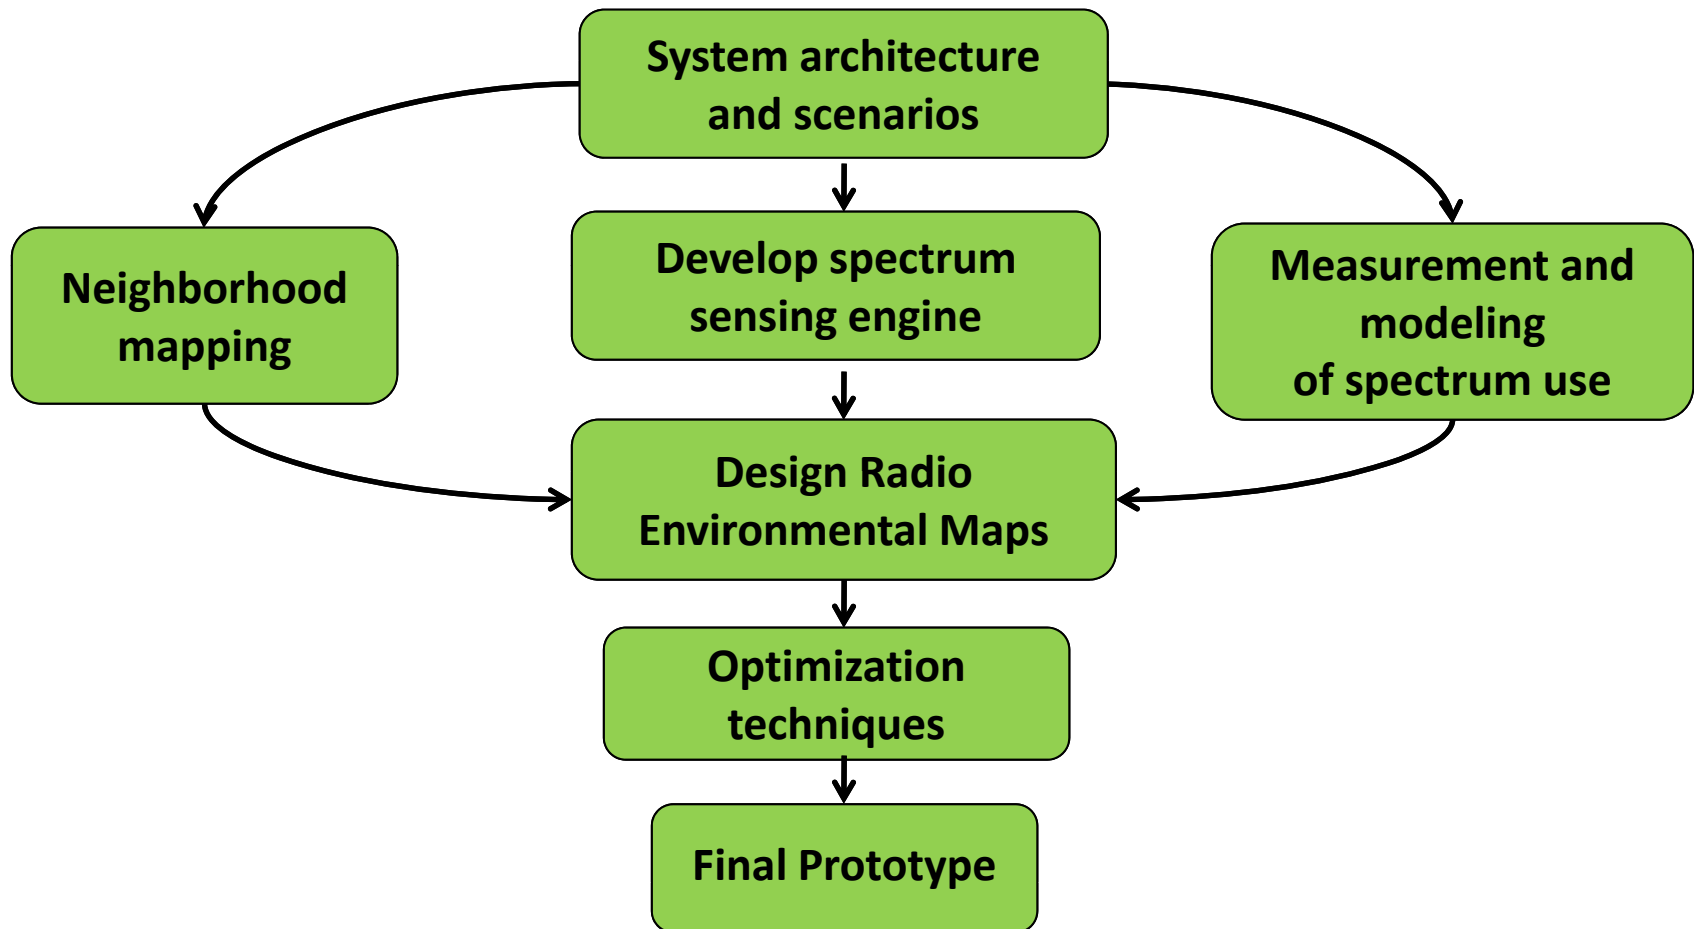 System architecture
and scenarios
Neighborhood
mapping
Develop spectrum
sensing engine
Measurement and
modeling
of spectrum use
Design Radio
Environmental Maps
Optimization
techniques
Final Prototype